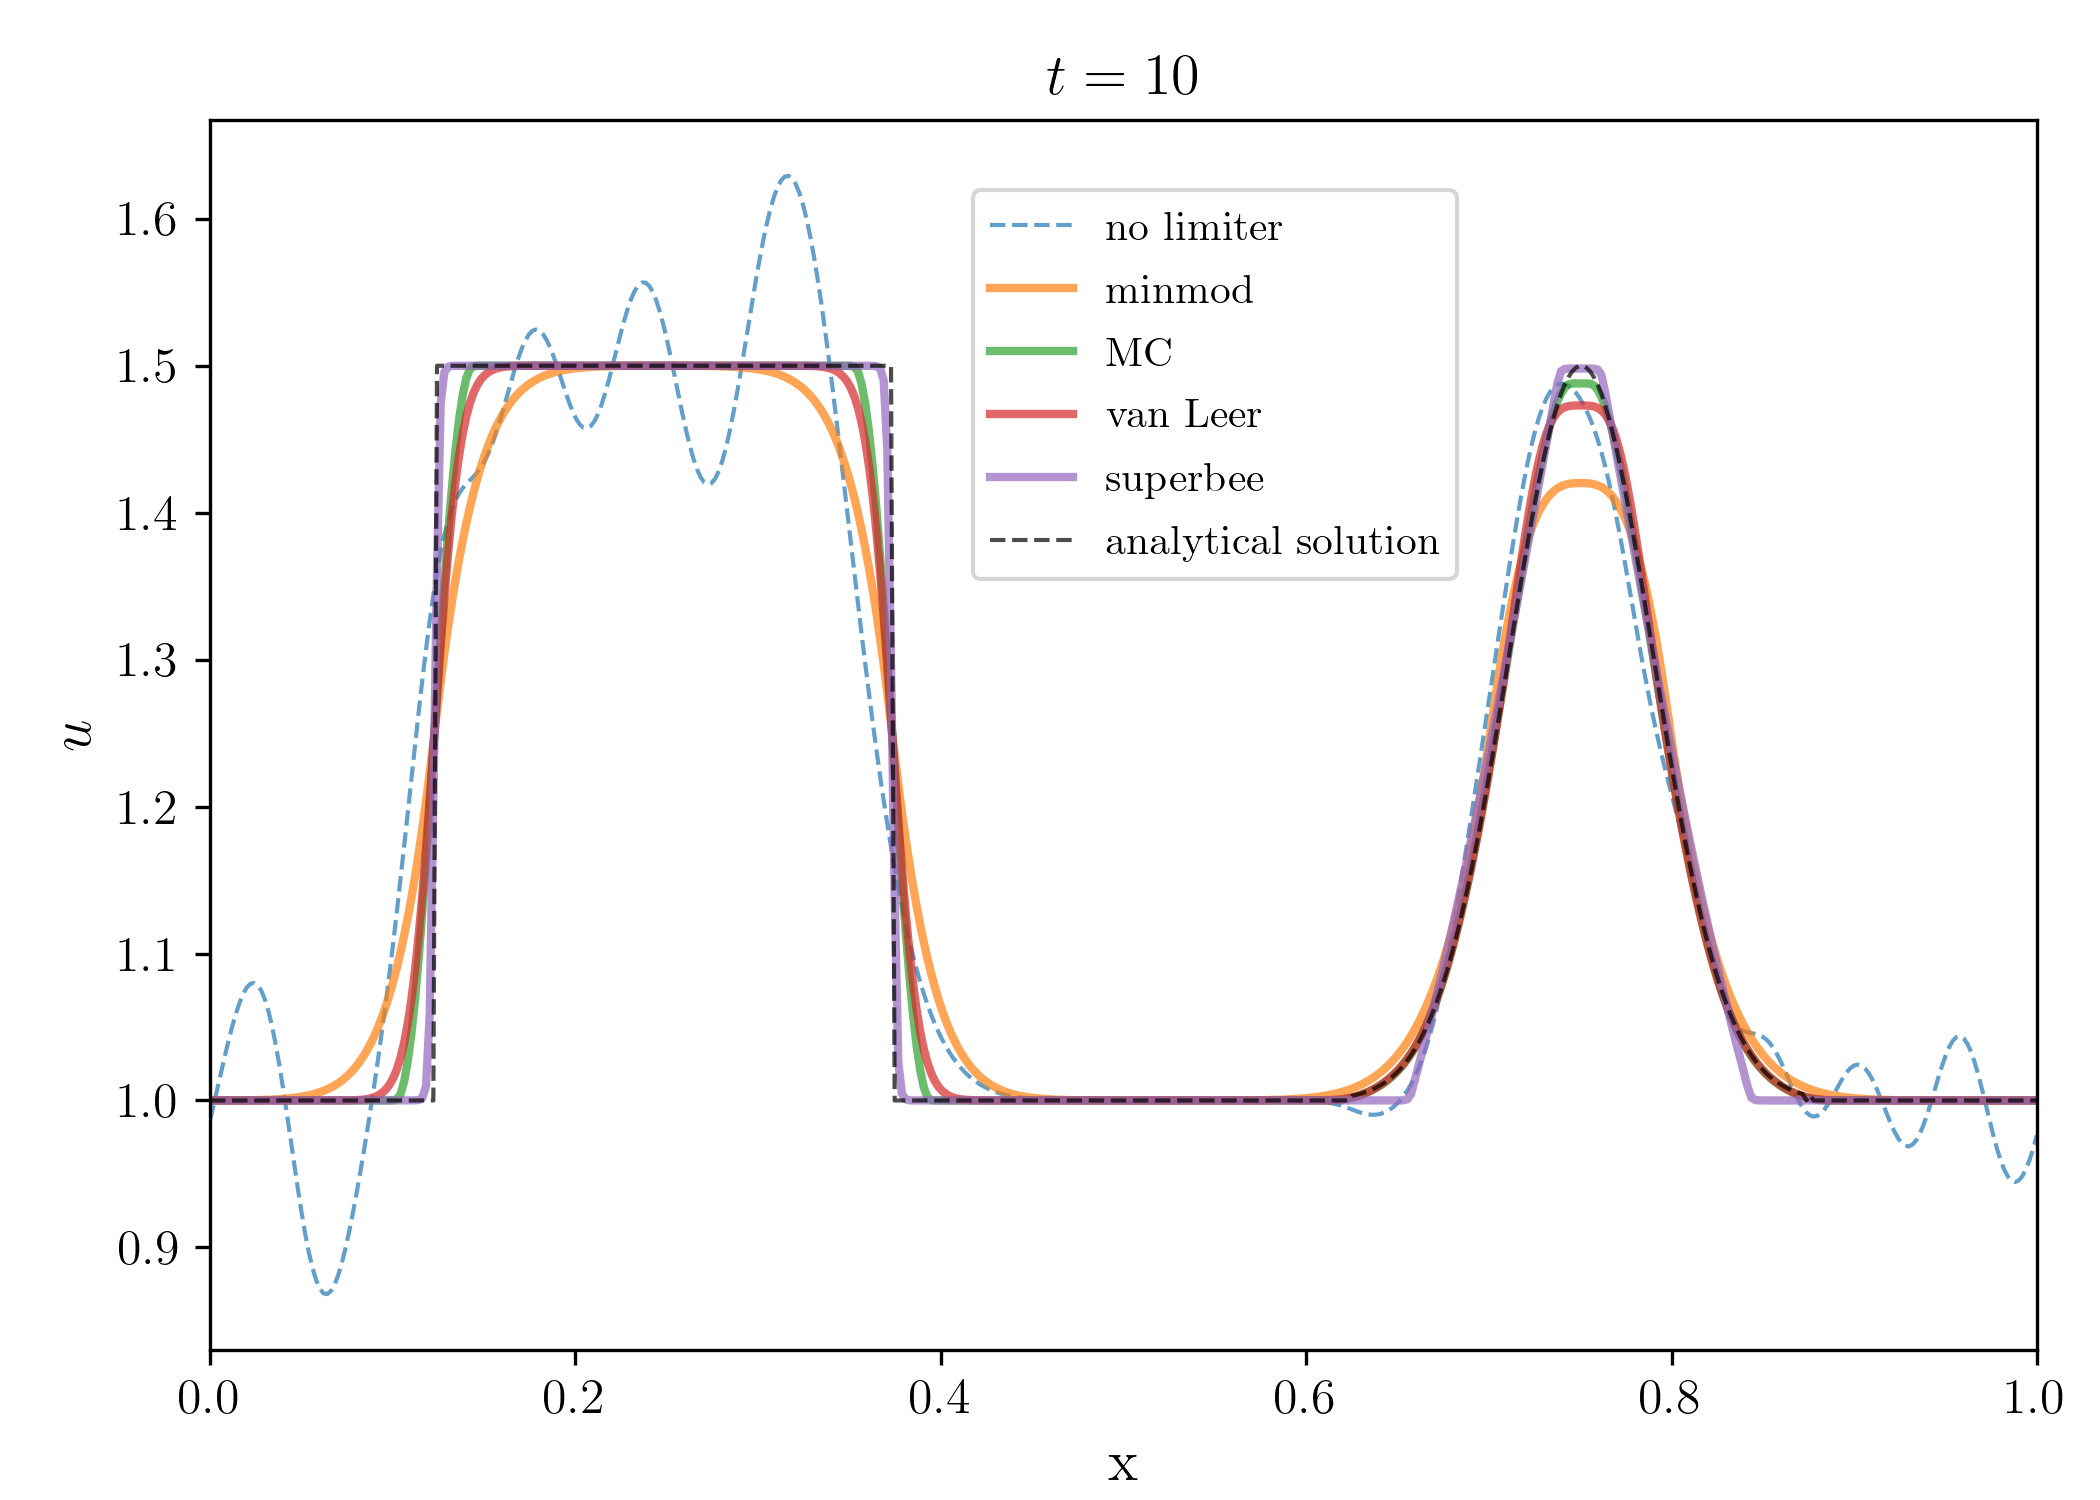 t = 10
1.6
1.5
1.4
1.3
1.2
1.1
1.0
0.9
u
no limiter
minmod
MC
van Leer
superbee
analytical solution
0.0 0.2 0.4 0.6 0.8 1.0
x